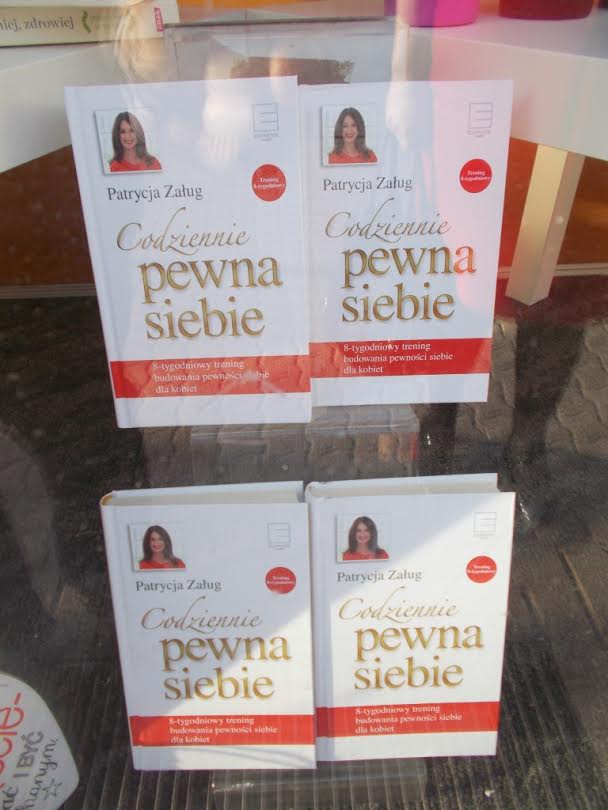 niej, zdrowiej
Patrycja Załug
Trening
8-tygodniowy
Codziennie
pewna
siebie
8-tygodniowy trening
budowania pewności siebie
dla kobiet
Patrycja Załug
Trening
8-tygodniowy
Codziennie
pewna
siebie
8-tygodniowy trening
budowania pewności siebie
dla kobiet
Patrycja Załug
Trening
8-tygodniowy
Codziennie
pewna
siebie
8-tygodniowy trening
budowania pewności siebie
dla kobiet
Patrycja Załug
Trening
8-tygodniowy
Codziennie
pewna
siebie
8-tygodniowy trening
budowania pewności siebie
dla kobiet
I BYĆ